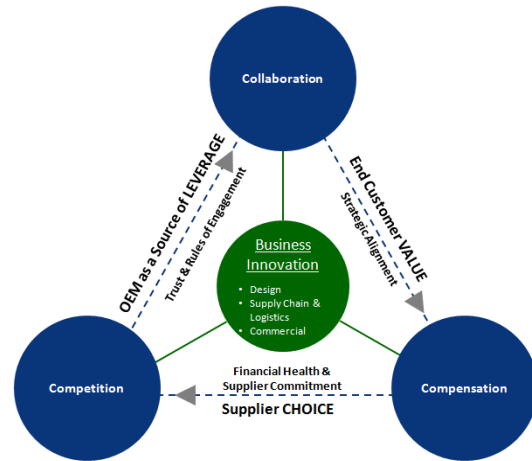 Collaboration
OEM as a Source of LEVERAGE
Trust & Rules of Engagement
End Customer VALUE
Strategic Alignment
Business
Innovation
• Design
• Supply Chain &
Logistics
• Commercial
Competition
Financial Health &
Supplier Commitment
Supplier CHOICE
Compensation